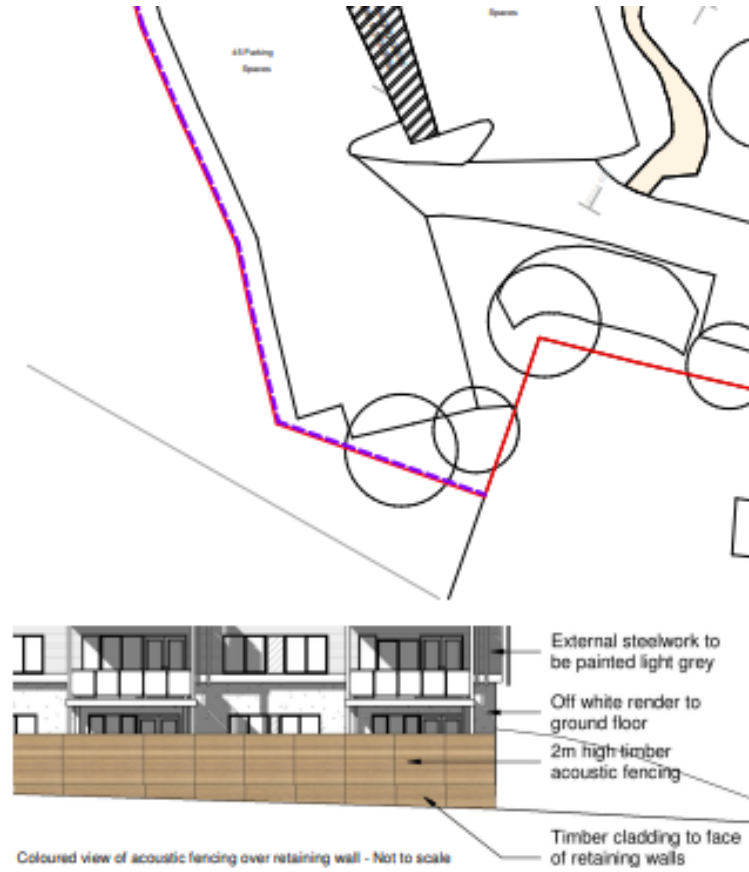 45 Parking
Spaces
Spaces
External steelwork to
be painted light grey
Off white render to
ground floor
2m high timber
acoustic fencing
Timber cladding to face
of retaining walls
Coloured view of acoustic fencing over retaining wall - Not to scale